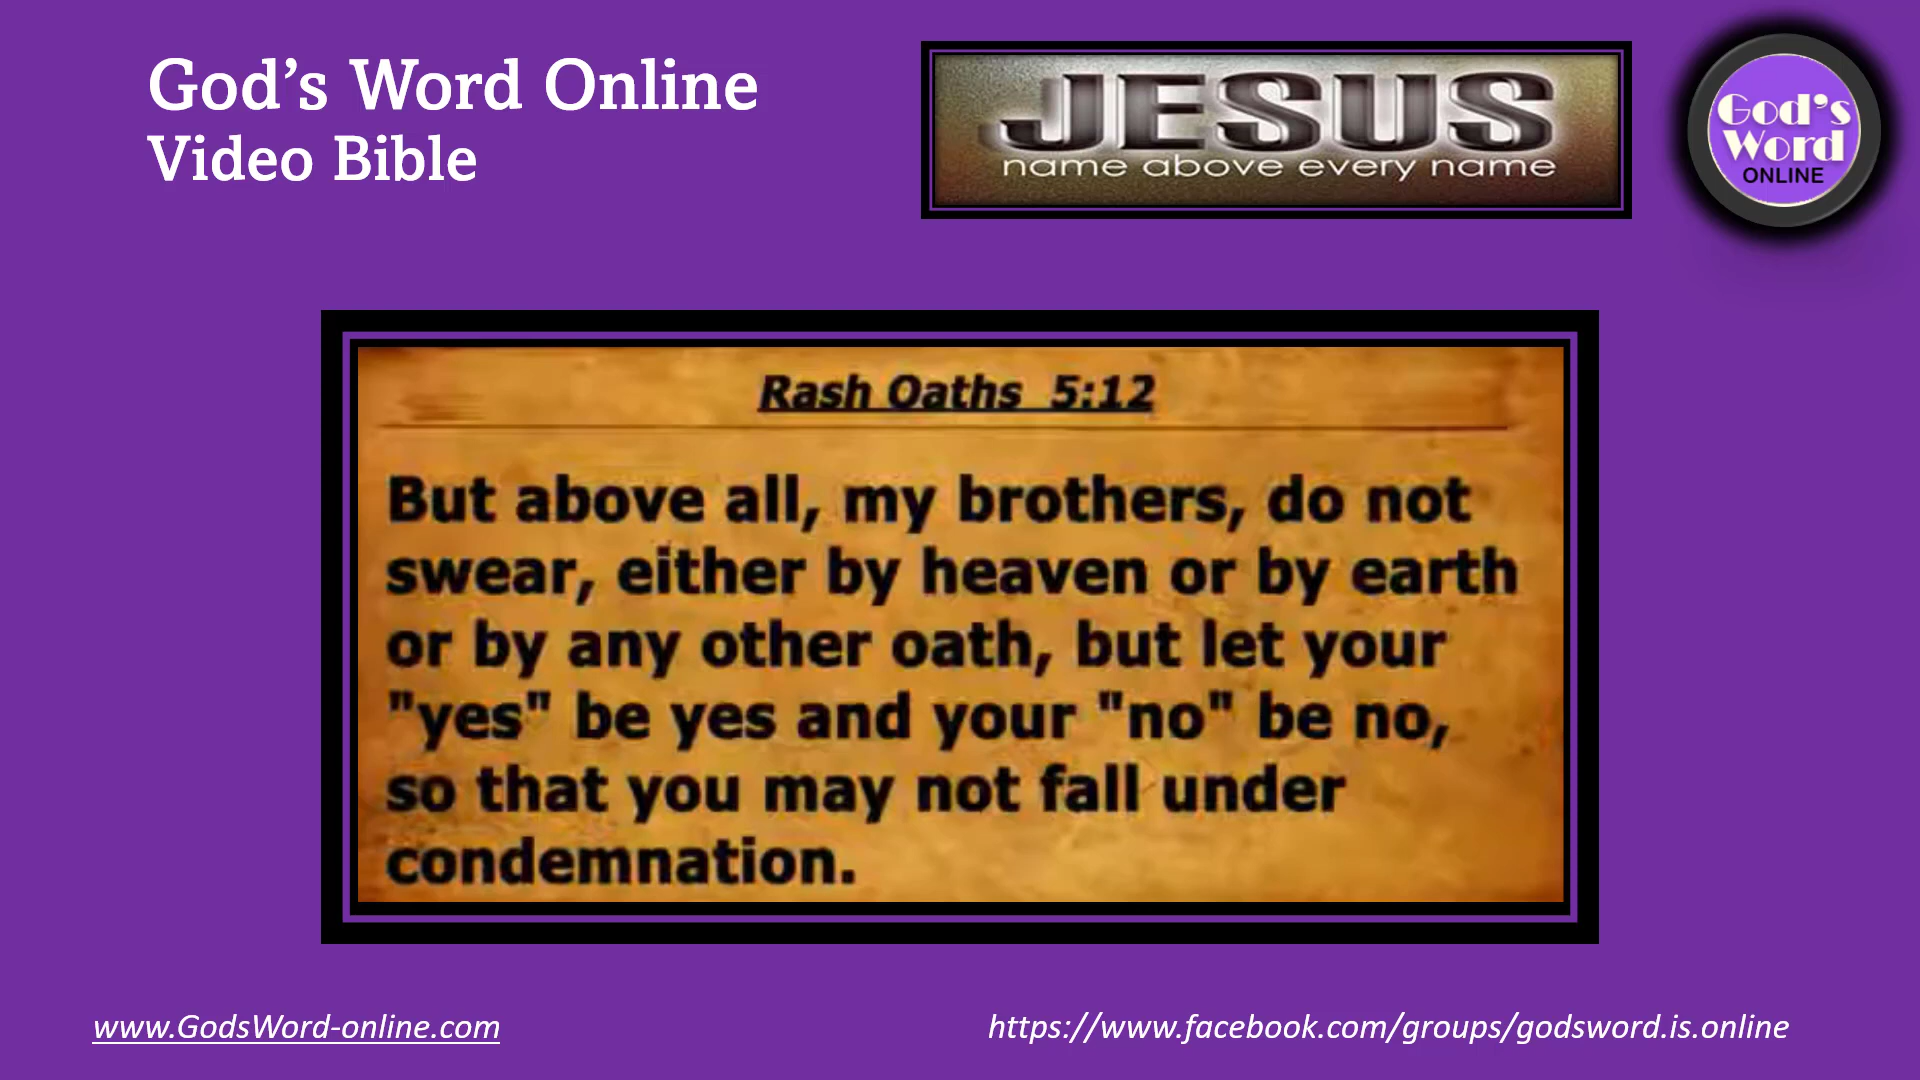 God’s Word Online
Video Bible
JESUS
name above every name
God’s
Word
ONLINE
Rash Oaths 5:12
But above all, my brothers, do not
swear, either by heaven or by earth
or by any other oath, but let your
"yes" be yes and your "no" be no,
so that you may not fall under
condemnation.
www.GodsWord-online.com
https://www.facebook.com/groups/godsword.is.online